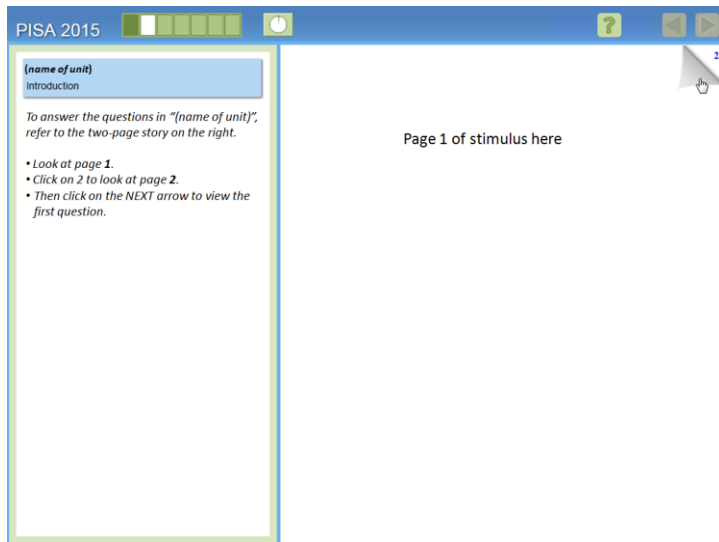 PISA 2015
?
(name of unit)
Introduction
To answer the questions in “(name of unit)”,
refer to the two-page story on the right.
• Look at page 1.
• Click on 2 to look at page 2.
• Then click on the NEXT arrow to view the
first question.
2
Page 1 of stimulus here